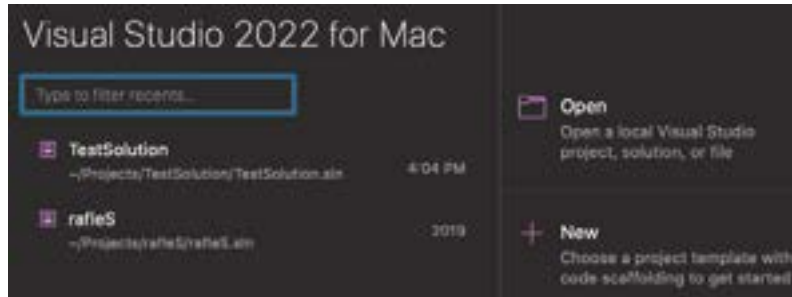 Visual Studio 2022 for Mac
Type to filter recents...
TestSolution
~/Projects/TestSolution/TestSolution.sln
4:04 PM
rafieS
~/Projects/rafieS/rafieS.sln
2019
Open
Open a local Visual Studio
project, solution, or file
New
Choose a project template with
code scaffolding to get started